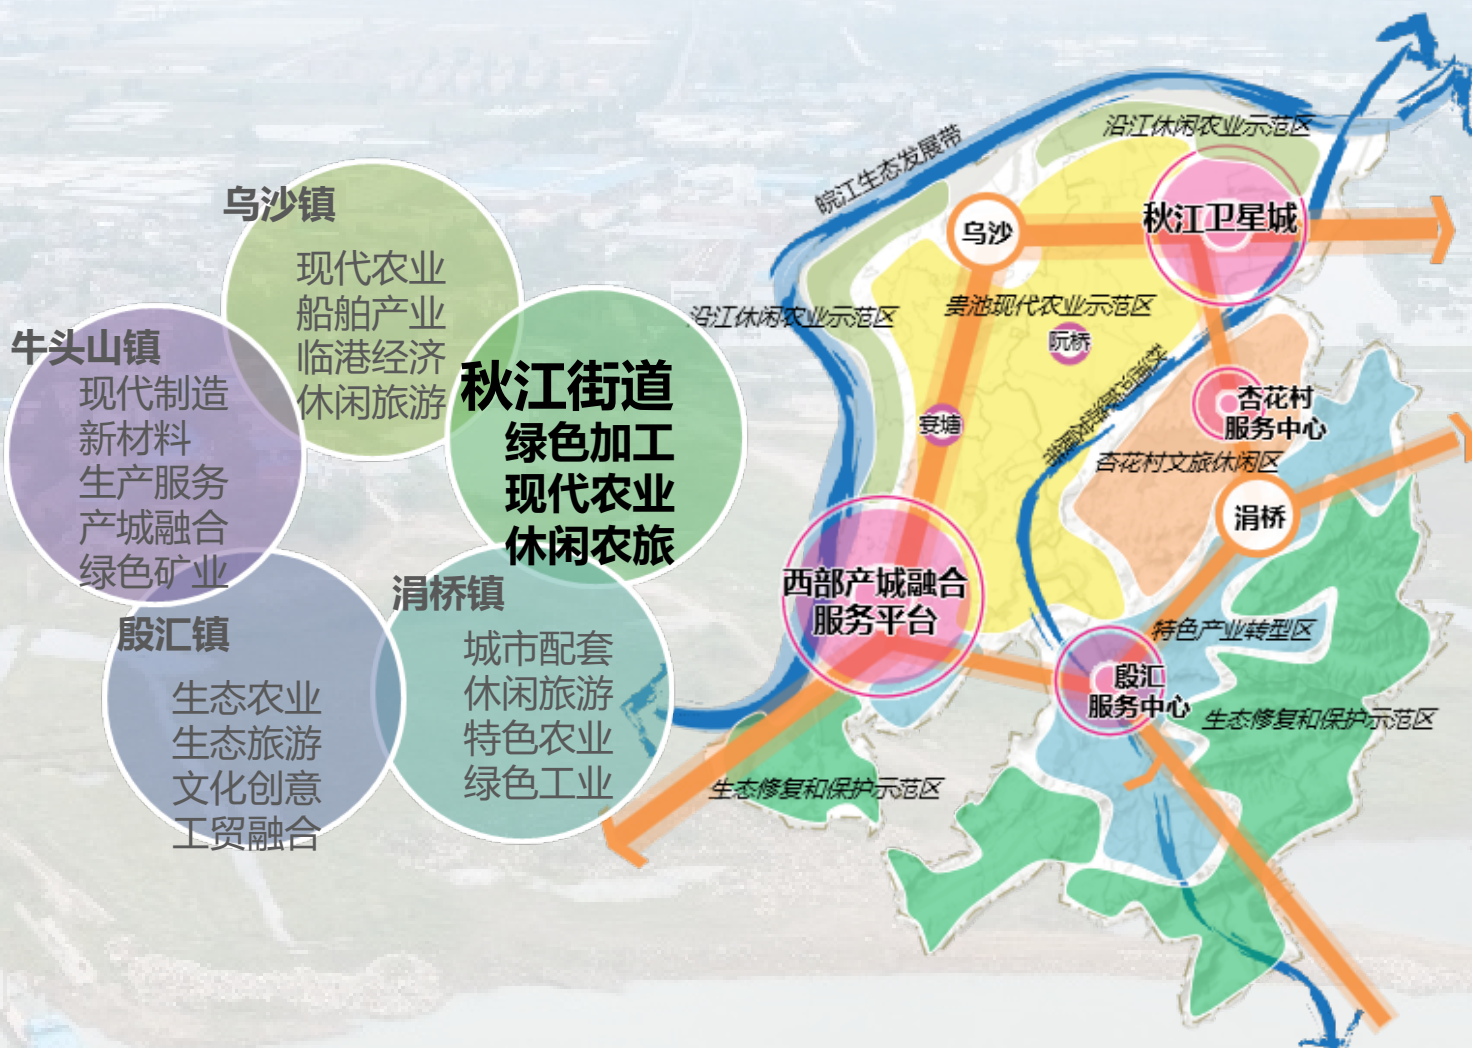 乌沙镇
现代农业
船舶产业
临港经济
休闲旅游
牛头山镇
现代制造
新材料
生产服务
产城融合
绿色矿业
秋江街道
绿色加工
现代农业
休闲农旅
殷汇镇
生态农业
生态旅游
文化创意
工贸融合
涓桥镇
城市配套
休闲旅游
特色农业
绿色工业
皖江生态发展带
沿江休闲农业示范区
乌沙
秋江卫星城
沿江休闲农业示范区
贵池现代农业示范区
阮桥
晏塘
杏花村
服务中心
杏花村文旅休闲区
涓桥
西部产城融合
服务平台
特色产业转型区
殷汇
服务中心
生态修复和保护示范区
生态修复和保护示范区